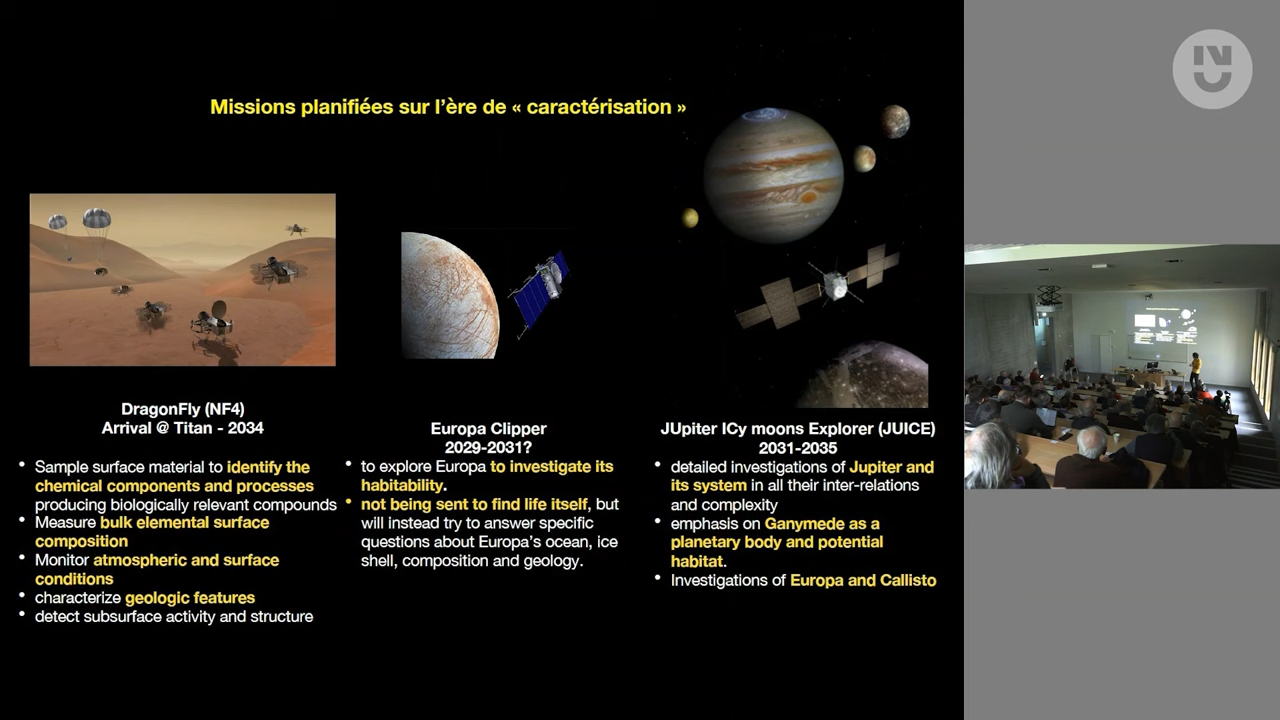 Missions planifiées sur l'ère de « caractérisation »
DragonFly (NF4)
Arrival @ Titan - 2034
• Sample surface material to identify the
chemical components and processes
producing biologically relevant compounds
• Measure bulk elemental surface
composition
• Monitor atmospheric and surface
conditions
• characterize geologic features
• detect subsurface activity and structure
Europa Clipper
2029-2031?
• to explore Europa to investigate its
habitability.
• not being sent to find life itself, but
will instead try to answer specific
questions about Europa's ocean, ice
shell, composition and geology.
JUpiter ICy moons Explorer (JUICE)
2031-2035
• detailed investigations of Jupiter and
its system in all their inter-relations
and complexity
• emphasis on Ganymede as a
planetary body and potential
habitat.
• Investigations of Europa and Callisto